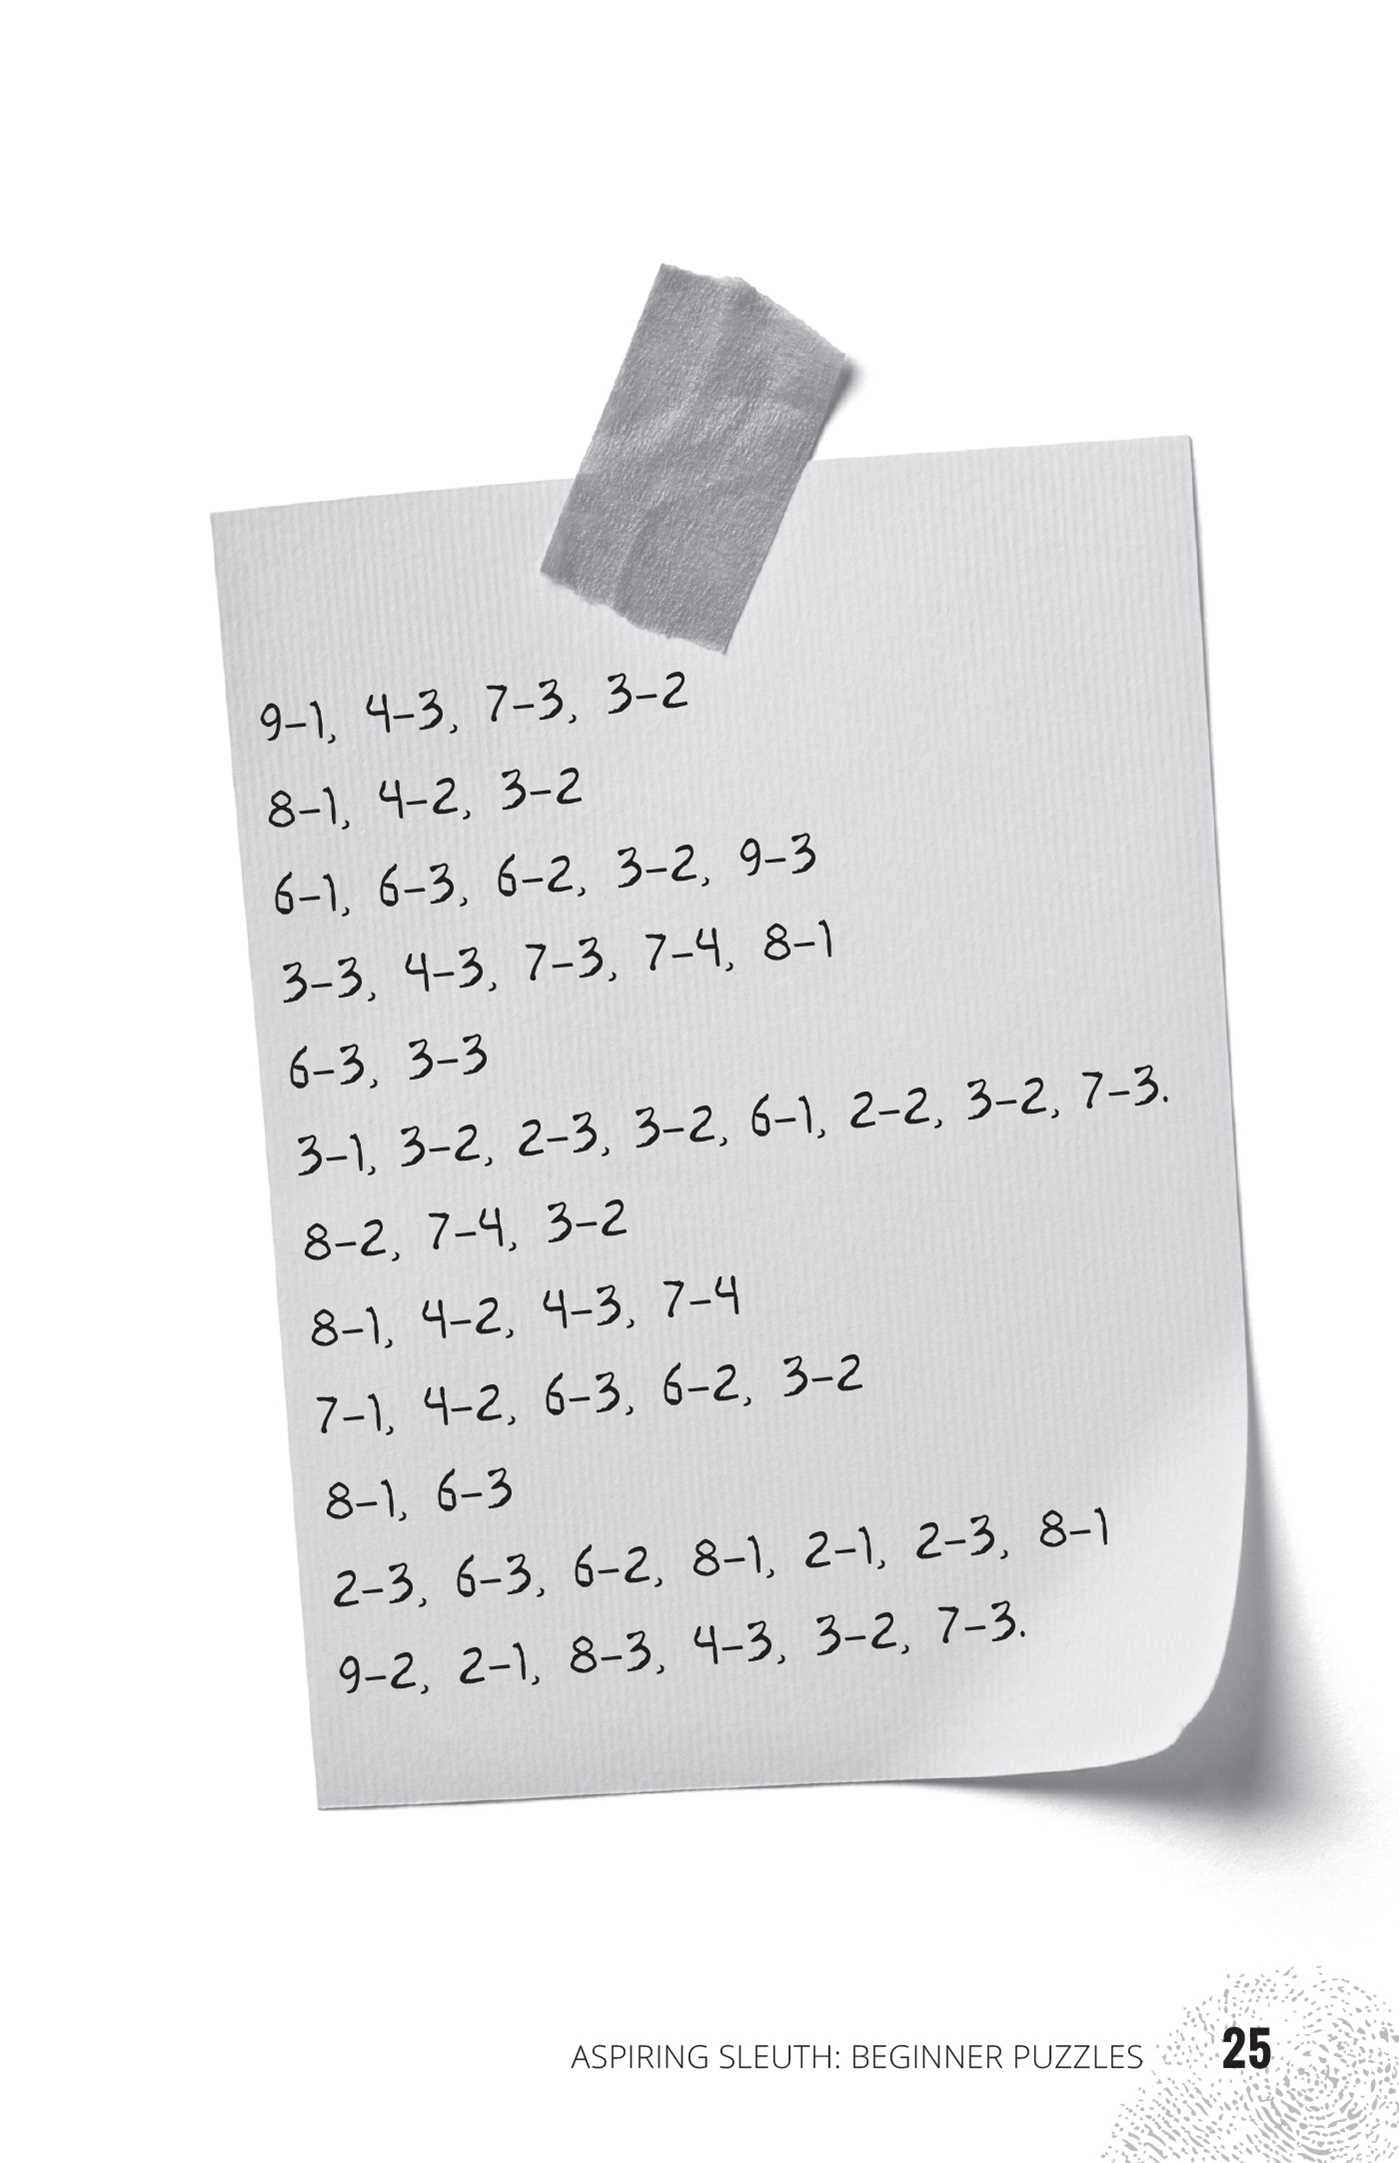 9–1, 4–3, 7–3, 3–2
8–1, 4–2, 3–2
6–1, 6–3, 6–2, 3–2, 9–3
3–3, 4–3, 7–3, 7–4, 8–1
6–3, 3–3
3–1, 3–2, 2–3, 3–2, 6–1, 2–2, 3–2, 7–3.
8–2, 7–4, 3–2
8–1, 4–2, 4–3, 7–4
7–1, 4–2, 6–3, 6–2, 3–2
8–1, 6–3
2–3, 6–3, 6–2, 8–1, 2–1, 2–3, 8–1
9–2, 2–1, 8–3, 4–3, 3–2, 7–3.
ASPIRING SLEUTH: BEGINNER PUZZLES 25